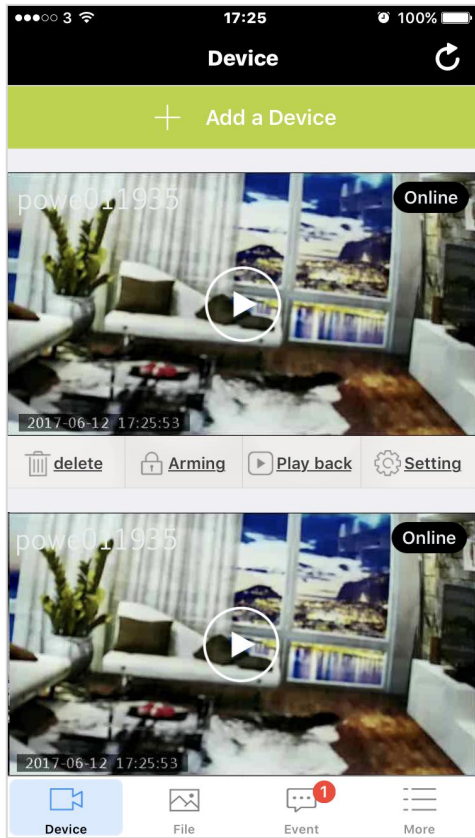 3 17:25 100%
Device
+ Add a Device
powe011935 Online
2017-06-12 17:25:53
delete Arming Play back Setting
powe011935 Online
2017-06-12 17:25:53
1
Device File Event More